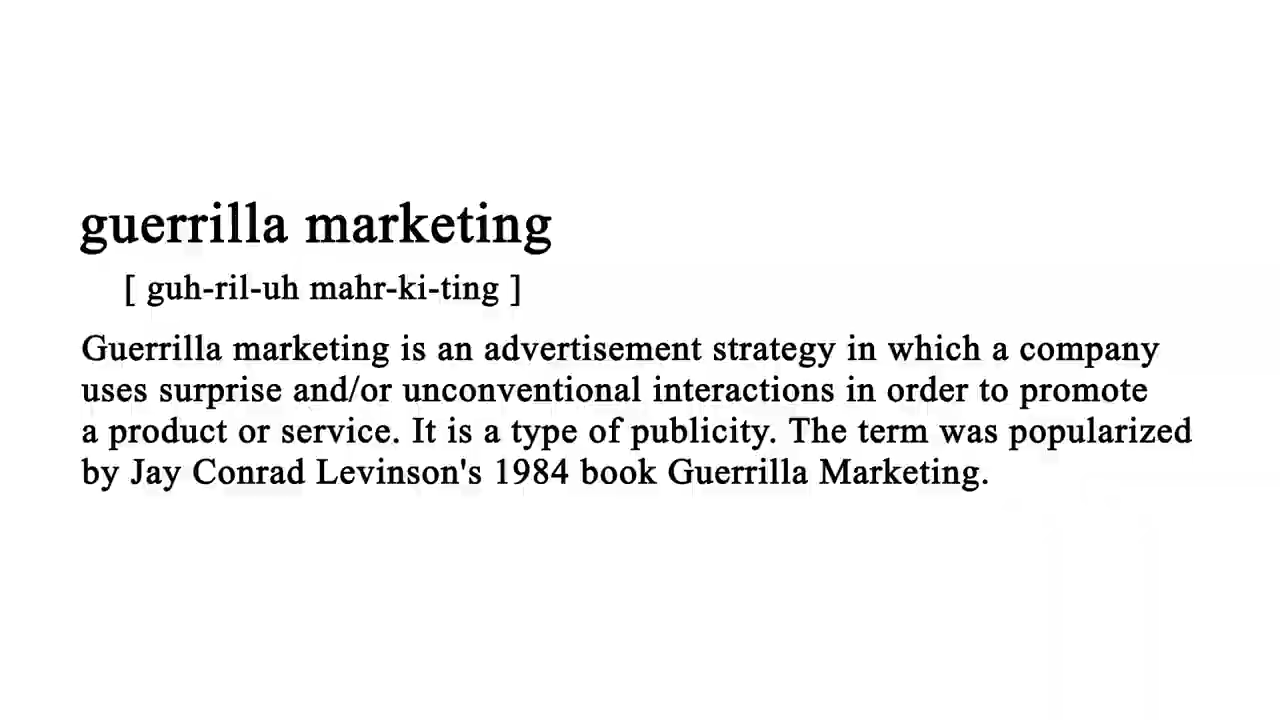 guerrilla marketing
[ guh-ril-uh mahr-ki-ting ]
Guerrilla marketing is an advertisement strategy in which a company
uses surprise and/or unconventional interactions in order to promote
a product or service. It is a type of publicity. The term was popularized
by Jay Conrad Levinson's 1984 book Guerrilla Marketing.